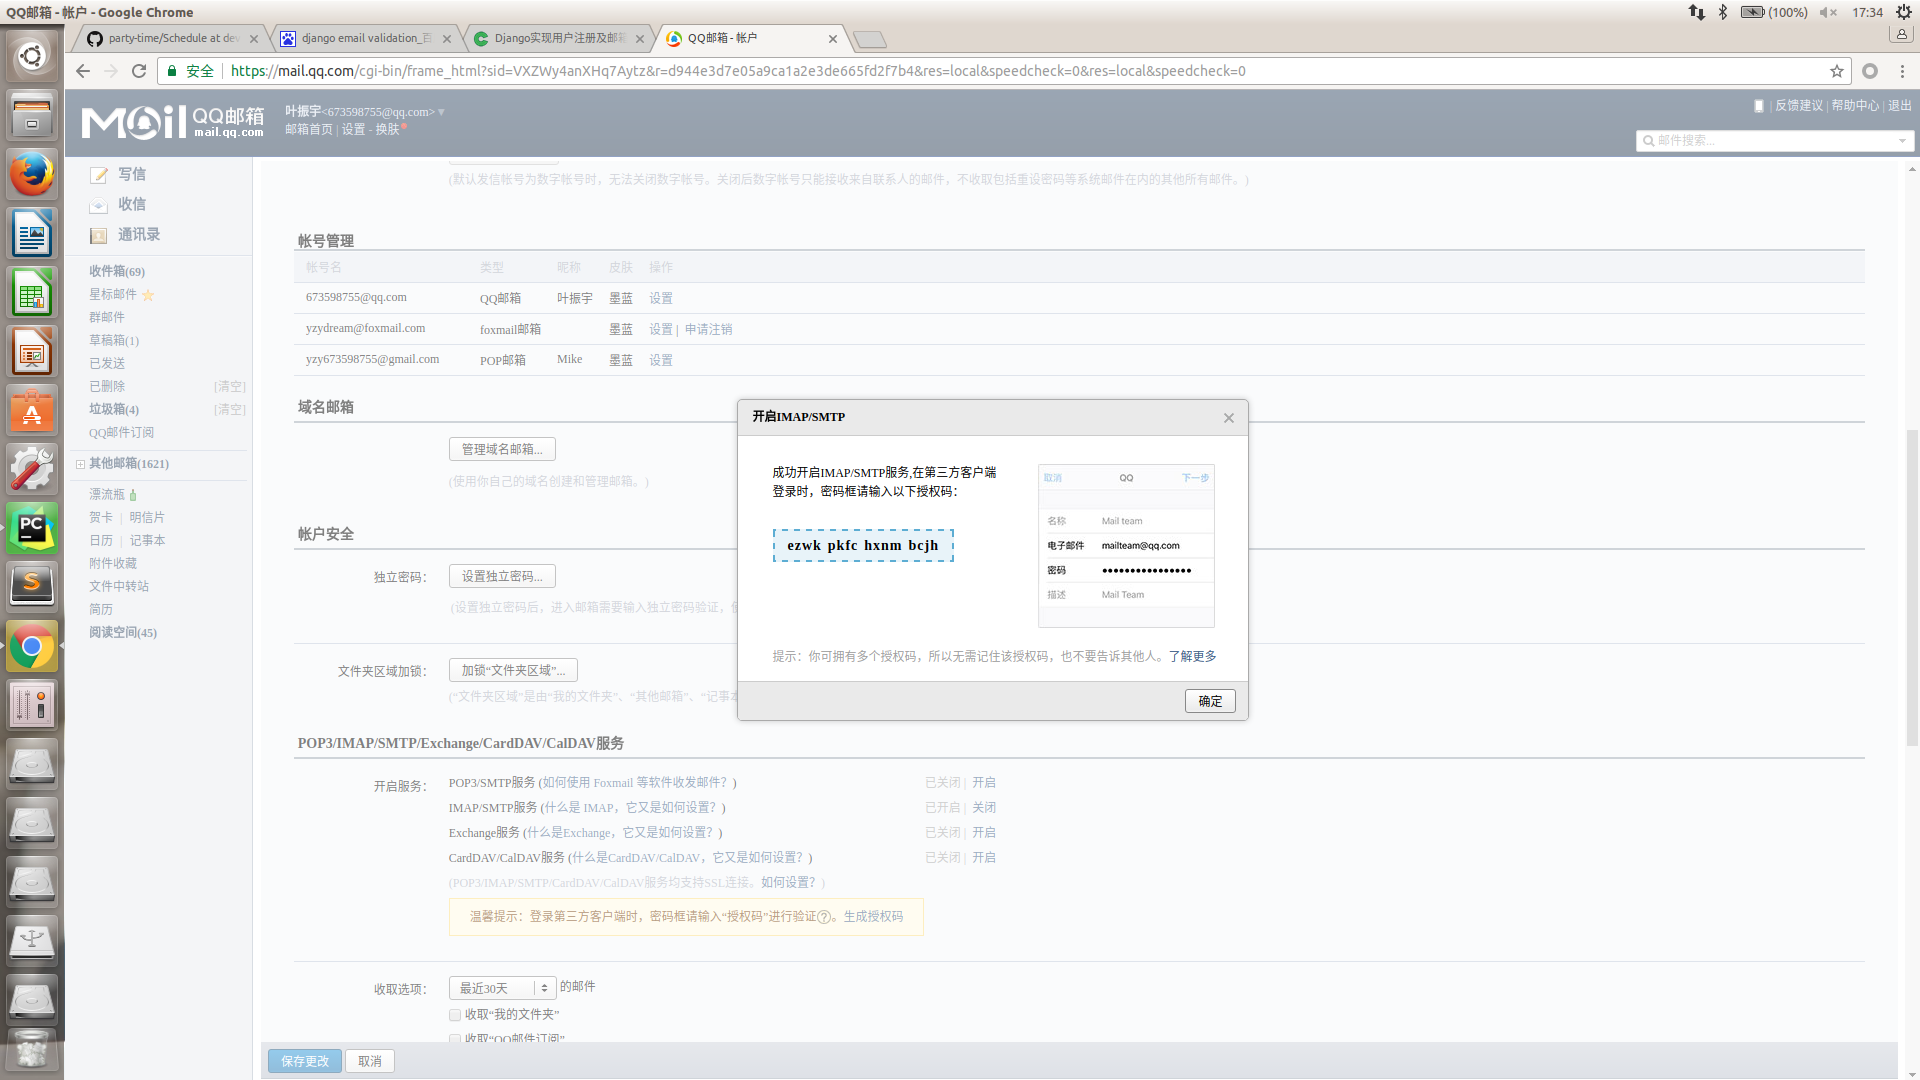 QQ邮箱 - 帐户 - Google Chrome
(100%) 17:34
party-time/Schedule at de
django email validation_百
Django实现用户注册及邮箱
QQ邮箱 - 帐户
安全 https://mail.qq.com/cgi-bin/frame_html?sid=VXZWy4anXHq7Aytz&r=d944e3d7e05a9ca1a2e3de665fd2f7b4&res=local&speedcheck=0&res=local&speedcheck=0
Mail QQ邮箱
mail.qq.com
叶振宇<673598755@qq.com>
邮箱首页 | 设置 - 换肤
| 反馈建议 | 帮助中心 | 退出
邮件搜索...
写信
收信
通讯录
收件箱(69)
星标邮件
群邮件
草稿箱(1)
已发送
已删除 [清空]
垃圾箱(4) [清空]
QQ邮件订阅
其他邮箱(1621)
漂流瓶
贺卡 | 明信片
日历 | 记事本
附件收藏
文件中转站
简历
阅读空间(45)
(默认发信帐号为数字帐号时，无法关闭数字帐号。关闭后数字帐号只能接收来自联系人的邮件，不收取包括重设密码等系统邮件在内的其他所有邮件。)
帐号管理
帐号名 类型 昵称 皮肤 操作
673598755@qq.com QQ邮箱 叶振宇 墨蓝 设置
yzydream@foxmail.com foxmail邮箱 墨蓝 设置 | 申请注销
yzy673598755@gmail.com POP邮箱 Mike 墨蓝 设置
域名邮箱
管理域名邮箱...
(使用你自己的域名创建和管理邮箱。)
帐户安全
独立密码： 设置独立密码...
(设置独立密码后，进入邮箱需要输入独立密码验证，
文件夹区域加锁： 加锁“文件夹区域”...
(“文件夹区域”是由“我的文件夹”、“其他邮箱”、“记事本
POP3/IMAP/SMTP/Exchange/CardDAV/CalDAV服务
开启服务： POP3/SMTP服务 (如何使用 Foxmail 等软件收发邮件？) 已关闭 | 开启
IMAP/SMTP服务 (什么是 IMAP，它又是如何设置？) 已开启 | 关闭
Exchange服务 (什么是Exchange，它又是如何设置？) 已关闭 | 开启
CardDAV/CalDAV服务 (什么是CardDAV/CalDAV，它又是如何设置？) 已关闭 | 开启
(POP3/IMAP/SMTP/CardDAV/CalDAV服务均支持SSL连接。如何设置？)
温馨提示：登录第三方客户端时，密码框请输入“授权码”进行验证?。生成授权码
收取选项： 最近30天 的邮件
收取“我的文件夹”
收取“QQ邮件订阅”
保存更改 取消
开启IMAP/SMTP
成功开启IMAP/SMTP服务,在第三方客户端
登录时，密码框请输入以下授权码：
ezwk pkfc hxnm bcjh
取消 QQ 下一步
名称 Mail team
电子邮件 mailteam@qq.com
密码 ●●●●●●●●●●●●●●●●
描述 Mail Team
提示：你可拥有多个授权码，所以无需记住该授权码，也不要告诉其他人。了解更多
确定
PC